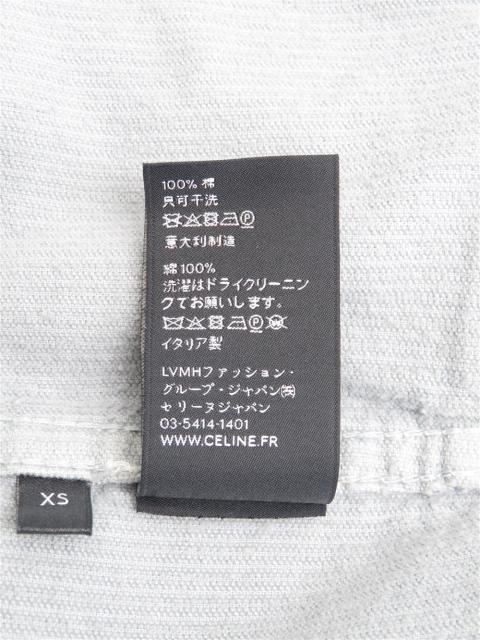 100% 棉
只可干洗
意大利制造
綿100%
洗濯はドライクリーニン
クでお願いします。
イタリア製
LVMHファッション・
グループ・ジャパン㈱
セリーヌジャパン
03-5414-1401
WWW.CELINE.FR
XS